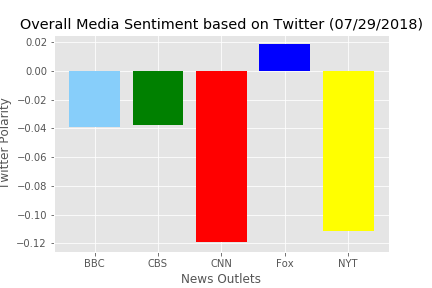 Overall Media Sentiment based on Twitter (07/29/2018)
0.02
0.00
−0.02
−0.04
−0.06
−0.08
−0.10
−0.12
Twitter Polarity
BBC CBS CNN Fox NYT
News Outlets